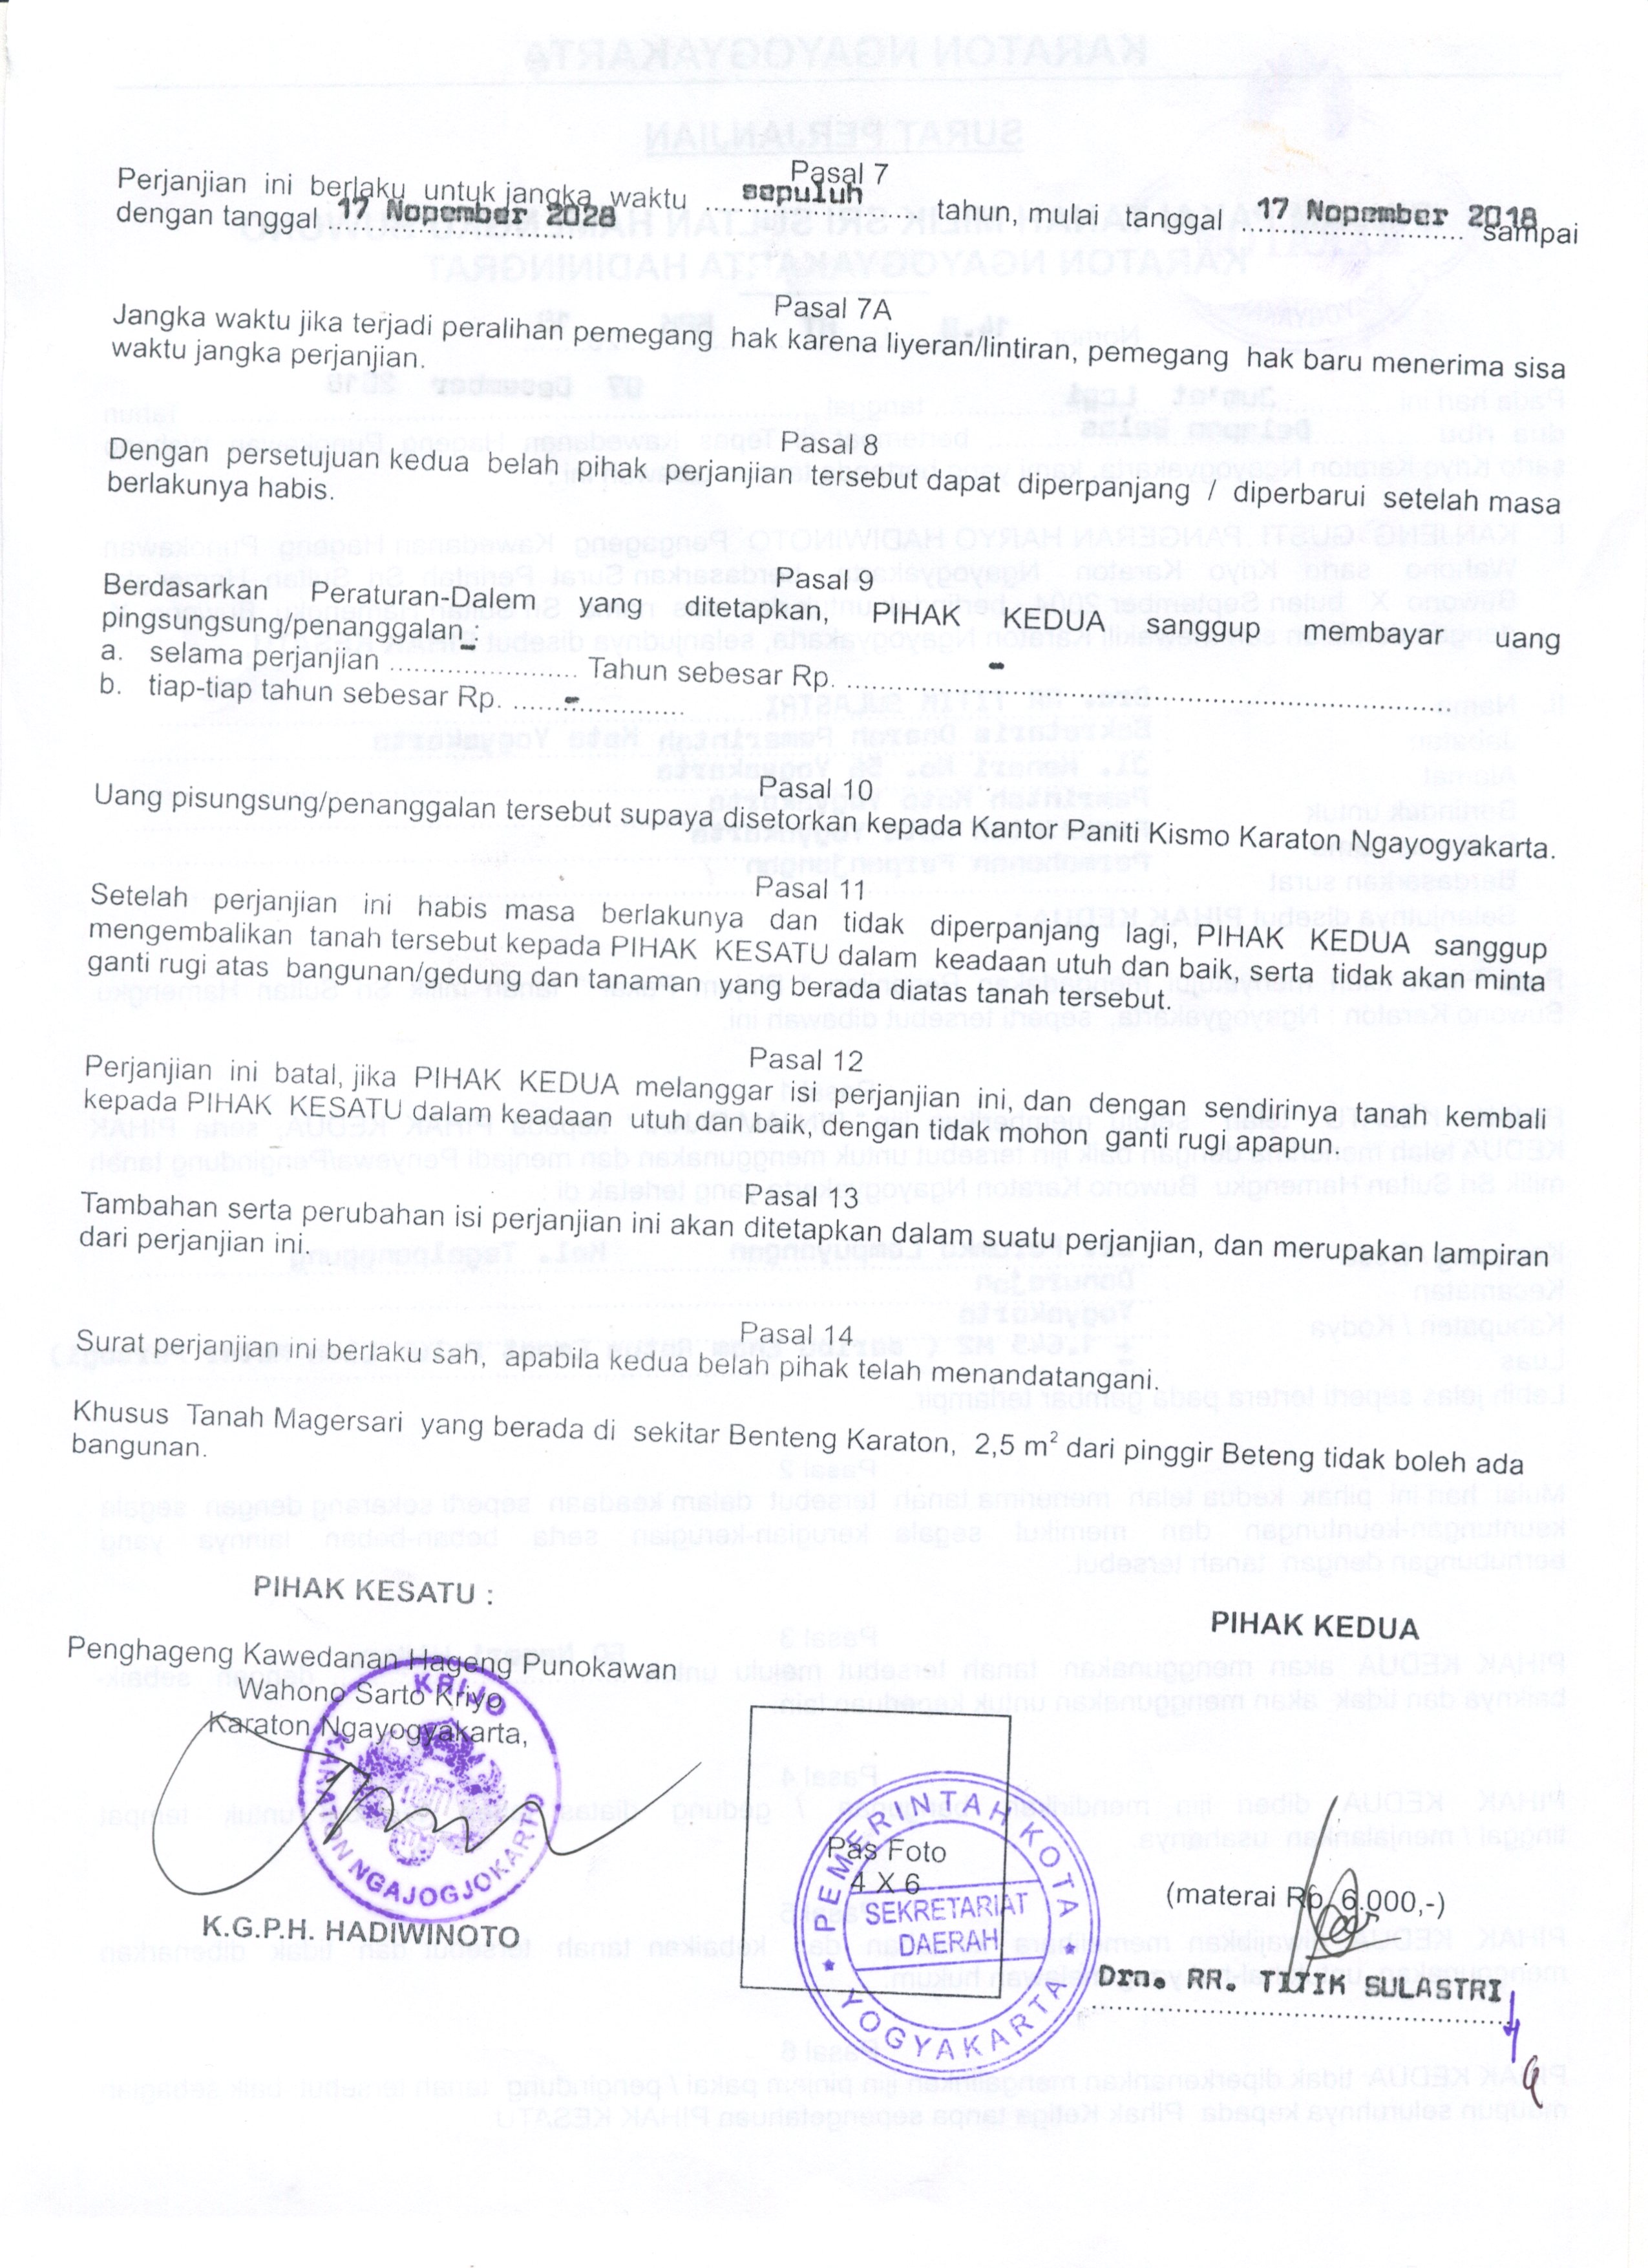 Pasal 7
Perjanjian ini berlaku untuk jangka waktu ........ sepuluh ........ tahun, mulai tanggal 17 Nopember 2018 sampai
dengan tanggal 17 Nopember 2028
Pasal 7A
Jangka waktu jika terjadi peralihan pemegang hak karena liyeran/lintiran, pemegang hak baru menerima sisa
waktu jangka perjanjian.
Pasal 8
Dengan persetujuan kedua belah pihak perjanjian tersebut dapat diperpanjang / diperbarui setelah masa
berlakunya habis.
Pasal 9
Berdasarkan Peraturan-Dalem yang ditetapkan, PIHAK KEDUA sanggup membayar uang
pingsungsung/penanggalan :
a. selama perjanjian ........ - ........ Tahun sebesar Rp. ........ - ........
b. tiap-tiap tahun sebesar Rp. ........ - ........
Pasal 10
Uang pisungsung/penanggalan tersebut supaya disetorkan kepada Kantor Paniti Kismo Karaton Ngayogyakarta.
Pasal 11
Setelah perjanjian ini habis masa berlakunya dan tidak diperpanjang lagi, PIHAK KEDUA sanggup
mengembalikan tanah tersebut kepada PIHAK KESATU dalam keadaan utuh dan baik, serta tidak akan minta
ganti rugi atas bangunan/gedung dan tanaman yang berada diatas tanah tersebut.
Pasal 12
Perjanjian ini batal, jika PIHAK KEDUA melanggar isi perjanjian ini, dan dengan sendirinya tanah kembali
kepada PIHAK KESATU dalam keadaan utuh dan baik, dengan tidak mohon ganti rugi apapun.
Pasal 13
Tambahan serta perubahan isi perjanjian ini akan ditetapkan dalam suatu perjanjian, dan merupakan lampiran
dari perjanjian ini.
Pasal 14
Surat perjanjian ini berlaku sah, apabila kedua belah pihak telah menandatangani.
Khusus Tanah Magersari yang berada di sekitar Benteng Karaton, 2,5 m² dari pinggir Beteng tidak boleh ada
bangunan.
PIHAK KESATU :
PIHAK KEDUA
Penghageng Kawedanan Hageng Punokawan
Wahono Sarto Kriyo
Karaton Ngayogyakarta,
KRIJO
KARATON NGAJOGJOKARTO
K.G.P.H. HADIWINOTO
Pas Foto
4 X 6
PEMERINTAH KOTA
SEKRETARIAT
DAERAH
YOGYAKARTA
(materai Rp. 6.000,-)
Drn. RR. TITIK SULASTRI